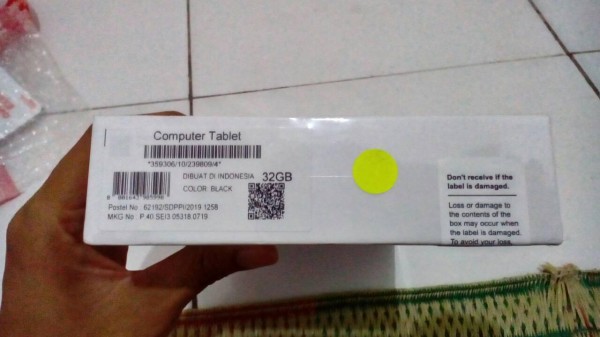 Computer Tablet
"359306/10/239809/4"
DIBUAT DI INDONESIA 32GB
COLOR: BLACK
Postel No : 62192/SDPPI/2019 1258
MKG No : P.40.SEI3.05318.0719
Don't receive if the
label is damaged.
Loss or damage to
the contents of the
box may occur when
the label is damaged.
To avoid your loss,